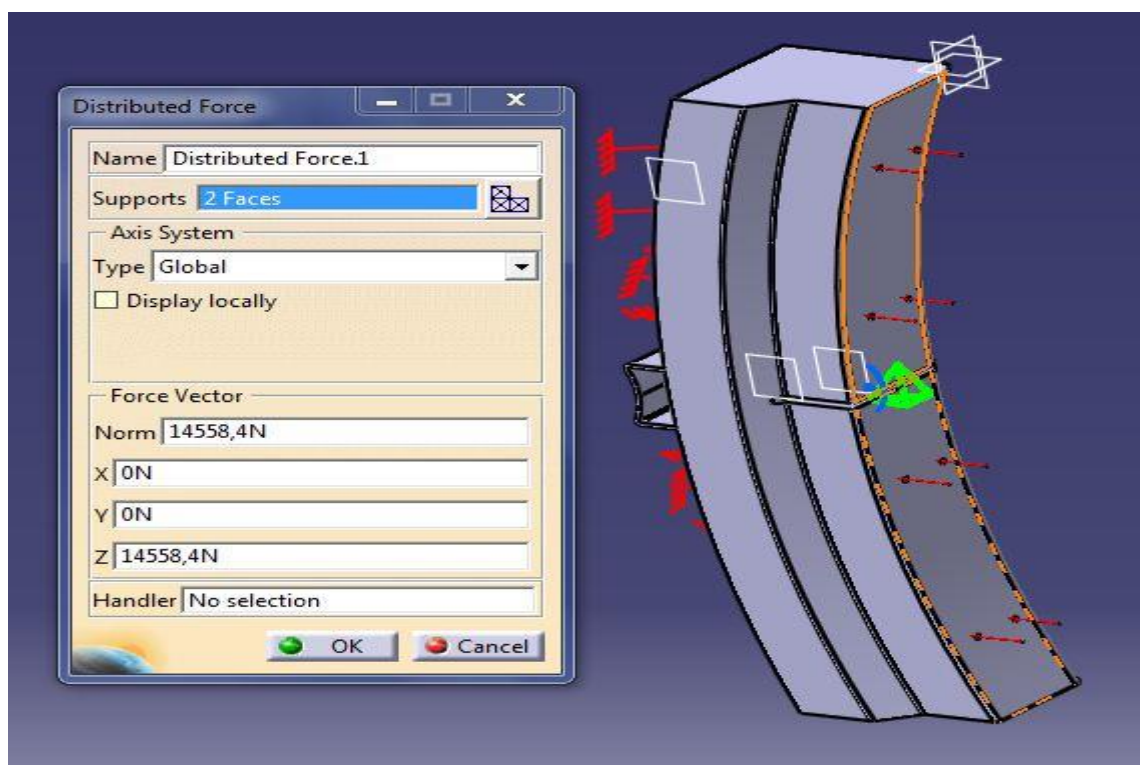 Distributed Force
Name Distributed Force.1
Supports 2 Faces
Axis System
Type Global
Display locally
Force Vector
Norm 14558,4N
X 0N
Y 0N
Z 14558,4N
Handler No selection
OK Cancel